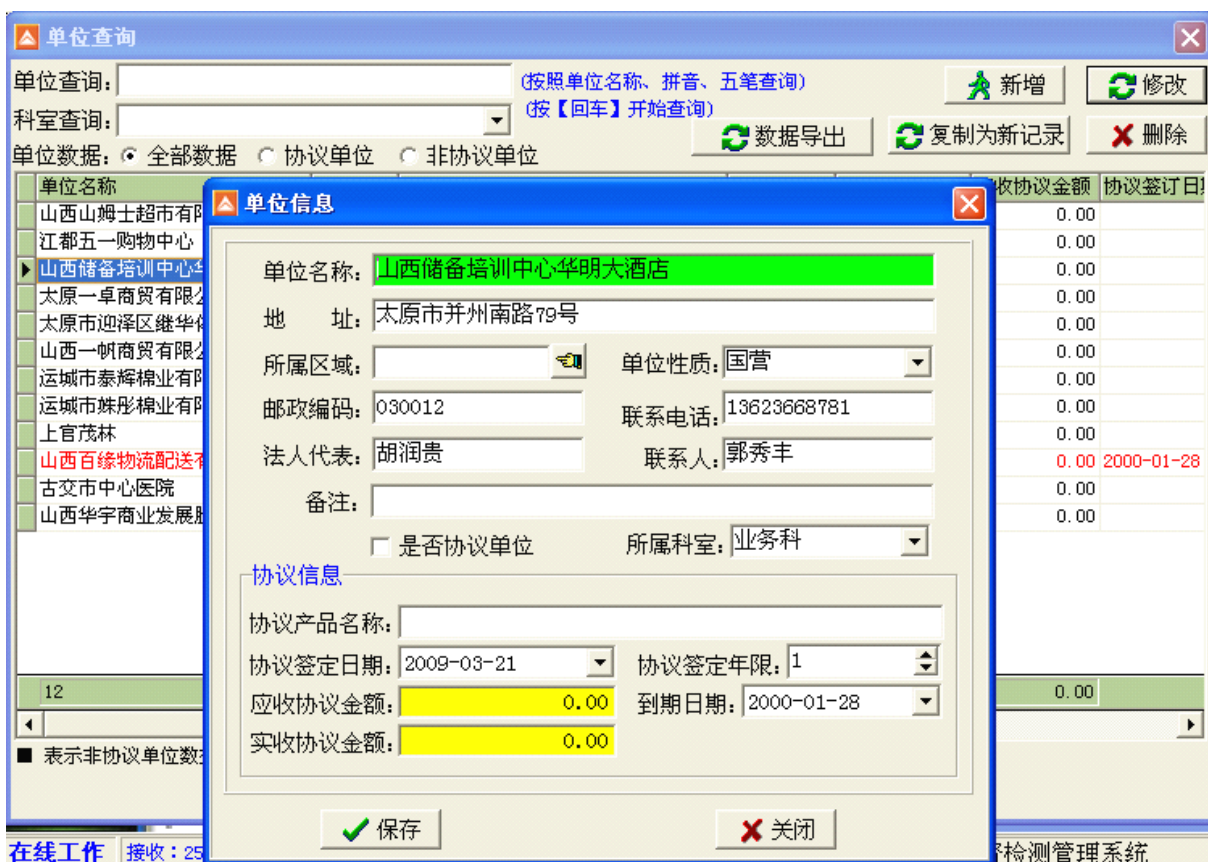 单位查询
单位查询: (按照单位名称、拼音、五笔查询) 新增 修改
科室查询: (按【回车】开始查询)
数据导出 复制为新记录 删除
单位数据: 全部数据 协议单位 非协议单位
单位名称 收协议金额 协议签订日
山西山姆士超市有 0.00
江都五一购物中心 0.00
山西储备培训中心 0.00
太原一卓商贸有限 0.00
太原市迎泽区继华 0.00
山西一帆商贸有限 0.00
运城市泰辉棉业有 0.00
运城市姝彤棉业有 0.00
上官茂林 0.00
山西百缘物流配送 0.00 2000-01-28
古交市中心医院 0.00
山西华宇商业发展 0.00
12 0.00
表示非协议单位数
在线工作 接收:25 检测管理系统
单位信息
单位名称: 山西储备培训中心华明大酒店
地 址: 太原市并州南路79号
所属区域: 单位性质: 国营
邮政编码: 030012 联系电话: 13623668781
法人代表: 胡润贵 联系人: 郭秀丰
备注:
是否协议单位 所属科室: 业务科
协议信息
协议产品名称:
协议签定日期: 2009-03-21 协议签定年限: 1
应收协议金额: 0.00 到期日期: 2000-01-28
实收协议金额: 0.00
保存 关闭